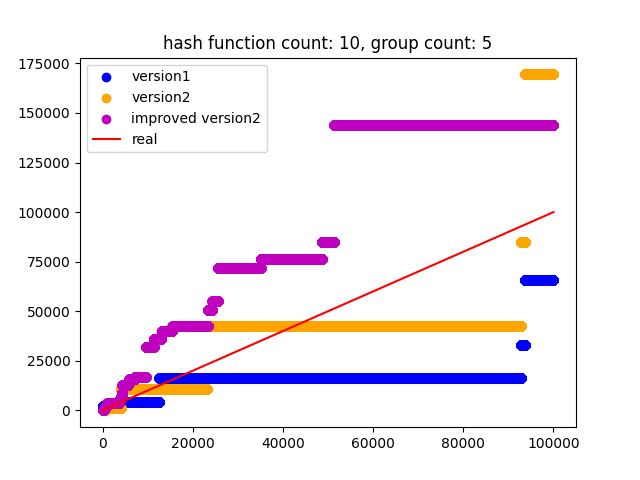 hash function count: 10, group count: 5
175000
150000
125000
100000
75000
50000
25000
0
version1
version2
improved version2
real
0
20000
40000
60000
80000
100000